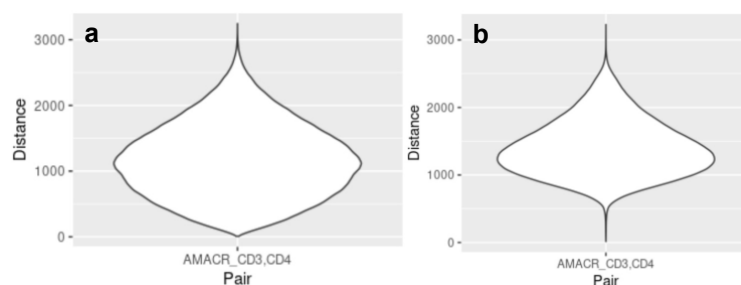 a
3000
2000
1000
0
Distance
AMACR_CD3,CD4
Pair
b
3000
2000
1000
0
Distance
AMACR_CD3,CD4
Pair